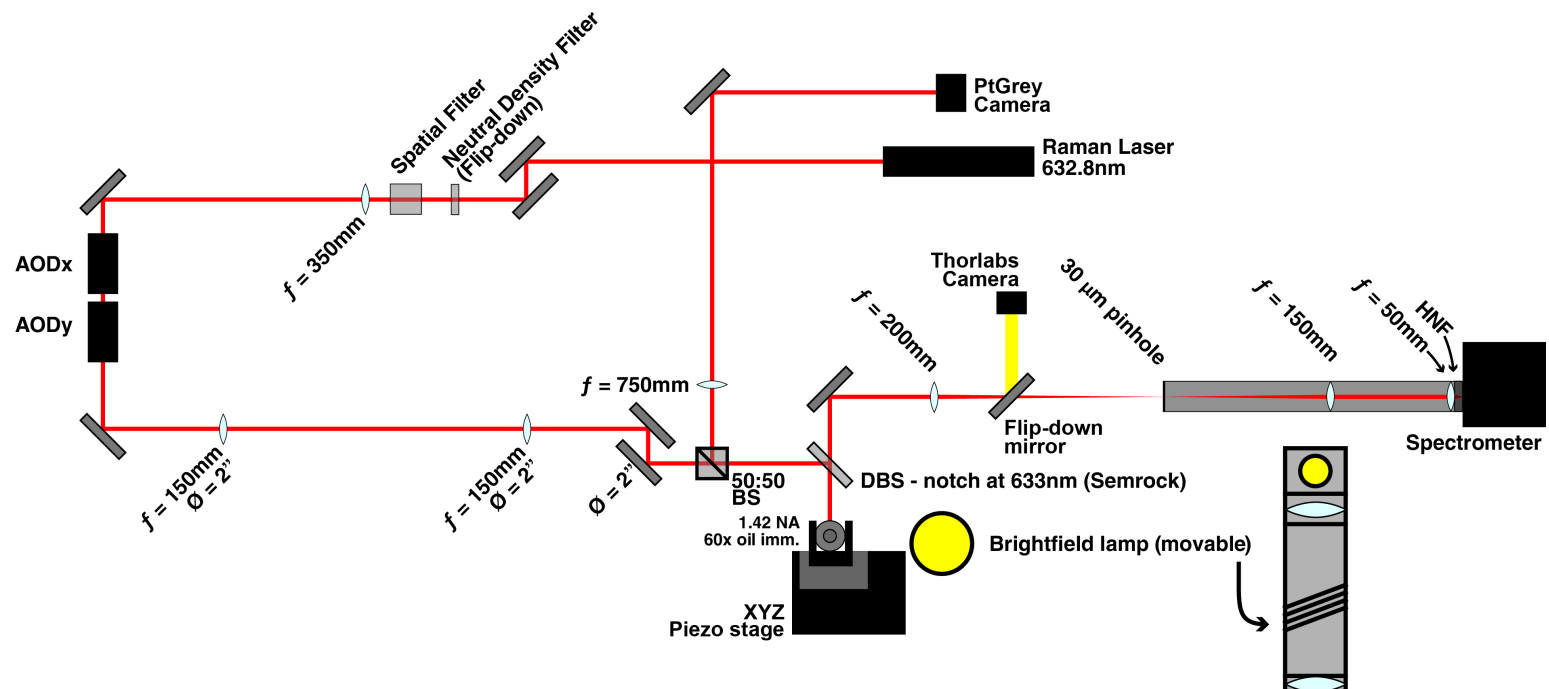 Spatial Filter
Neutral Density Filter
(Flip-down)
PtGrey
Camera
Raman Laser
632.8nm
AODx
AODy
ƒ = 350mm
Thorlabs
Camera
30 µm pinhole
ƒ = 200mm
ƒ = 150mm
ƒ = 50mm
HNF
ƒ = 750mm
Flip-down
mirror
Spectrometer
ƒ = 150mm
Ø = 2”
ƒ = 150mm
Ø = 2”
Ø = 2”
50:50
BS
DBS - notch at 633nm (Semrock)
1.42 NA
60x oil imm.
Brightfield lamp (movable)
XYZ
Piezo stage